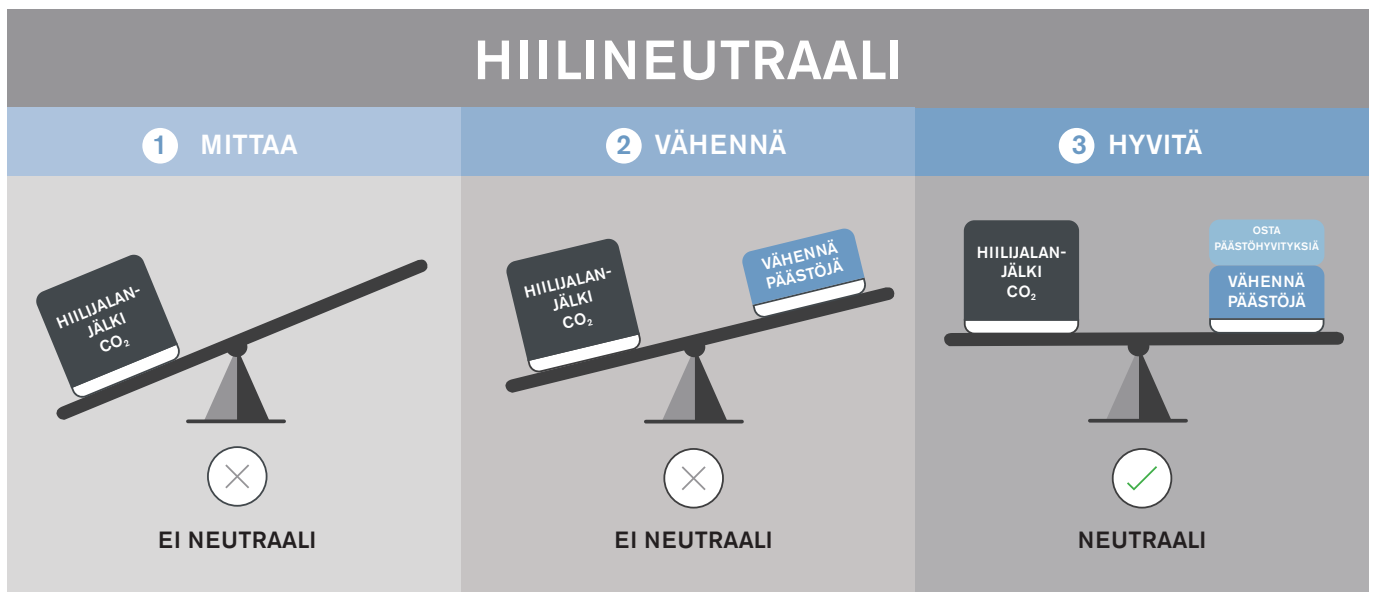 HIILINEUTRAALI
1 MITTAA
2 VÄHENNÄ
3 HYVITÄ
HIILIJALAN-
JÄLKI
CO₂
EI NEUTRAALI
HIILIJALAN-
JÄLKI
CO₂
VÄHENNÄ
PÄÄSTÖJÄ
EI NEUTRAALI
HIILIJALAN-
JÄLKI
CO₂
OSTA
PÄÄSTÖHYVITYKSIÄ
VÄHENNÄ
PÄÄSTÖJÄ
NEUTRAALI